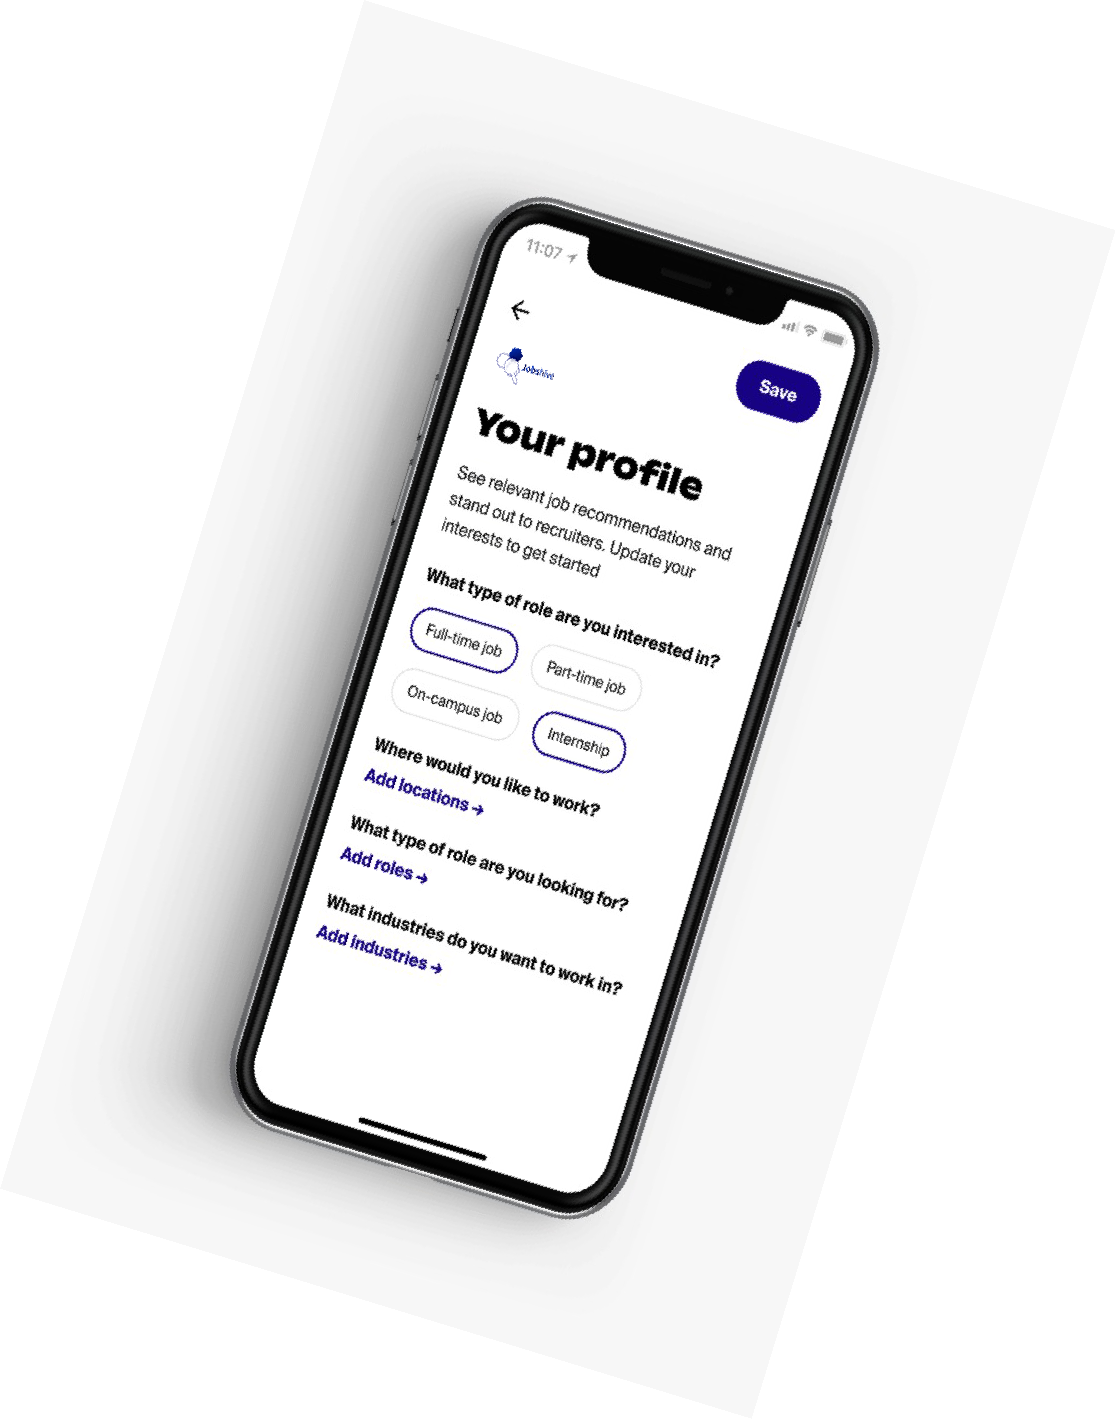 11:07
Jobshive
Save
Your profile
See relevant job recommendations and
stand out to recruiters. Update your
interests to get started
What type of role are you interested in?
Full-time job
Part-time job
On-campus job
Internship
Where would you like to work?
Add locations →
What type of role are you looking for?
Add roles →
What industries do you want to work in?
Add industries →